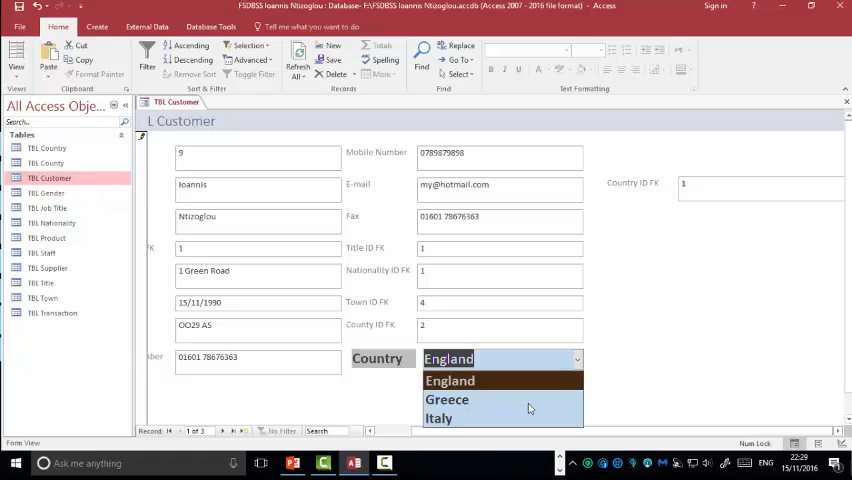 FSDBSS Ioannis Ntizoglou: Database- F:\FSDBSS Ioannis Ntizoglou.accdb (Access 2007 - 2016 file format) - Access
Sign in
File Home Create External Data Database Tools Tell me what you want to do
View
Views
Paste
Cut
Copy
Format Painter
Clipboard
Filter
Ascending
Descending
Remove Sort
Selection
Advanced
Toggle Filter
Sort & Filter
Refresh All
New
Save
Delete
Totals
Spelling
More
Records
Find
Replace
Go To
Select
Find
B I U A
Text Formatting
All Access Obje...
Search...
Tables
TBL Country
TBL County
TBL Customer
TBL Gender
TBL Job Title
TBL Nationality
TBL Product
TBL Staff
TBL Supplier
TBL Title
TBL Town
TBL Transaction
TBL Customer
L Customer
9 Mobile Number 0789879898
Ioannis E-mail my@hotmail.com Country ID FK 1
Ntizoglou Fax 01601 78676363
FK 1 Title ID FK 1
1 Green Road Nationality ID FK 1
15/11/1990 Town ID FK 4
OO29 AS County ID FK 2
nber 01601 78676363 Country England
England
Greece
Italy
Record: 1 of 3 No Filter Search
Form View
Num Lock
Ask me anything
ENG
22:29
15/11/2016